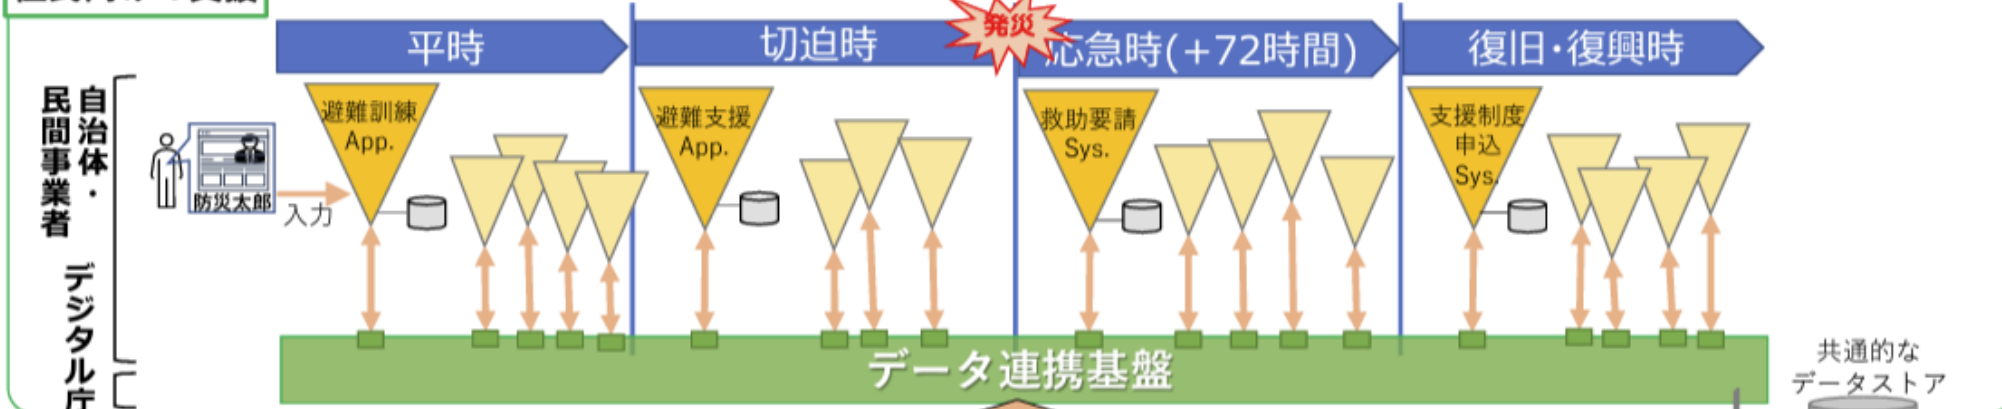 平時
切迫時
発災
応急時(+72時間)
復旧・復興時
自治体・
民間事業者
デジタル庁
防災太郎
入力
避難訓練
App.
避難支援
App.
救助要請
Sys.
支援制度
申込
Sys.
データ連携基盤
共通的な
データストア